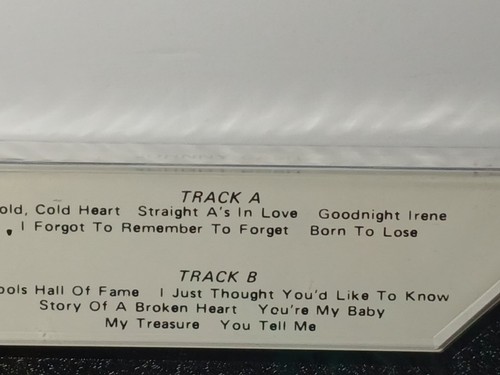 TRACK A
old, Cold Heart Straight A's In Love Goodnight Irene
I Forgot To Remember To Forget Born To Lose
TRACK B
ools Hall Of Fame I Just Thought You'd Like To Know
Story Of A Broken Heart You're My Baby
My Treasure You Tell Me